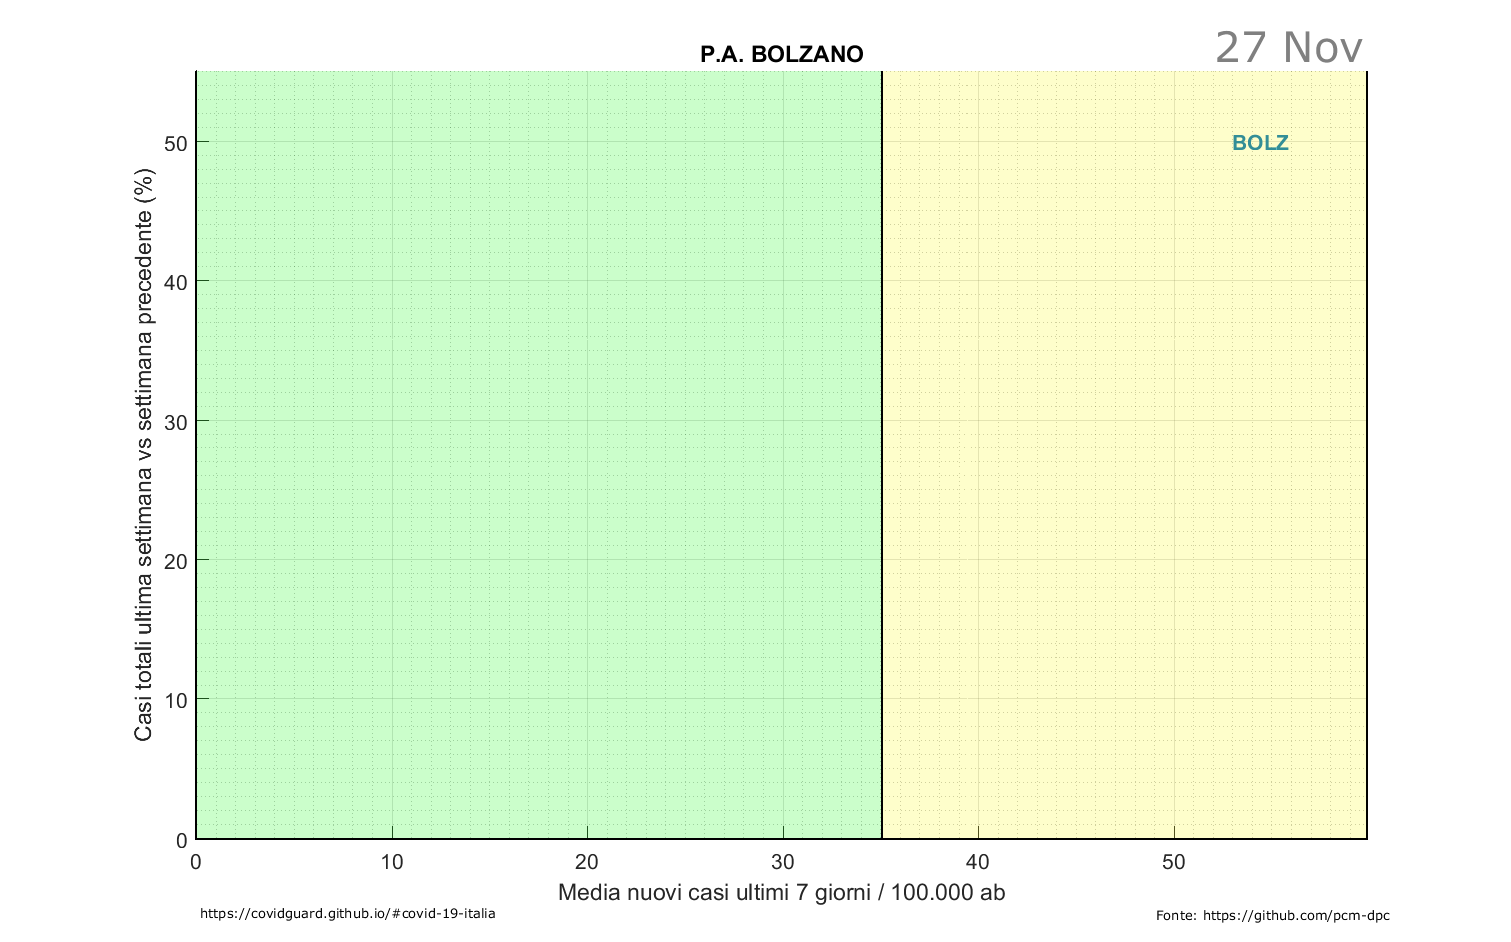 P.A. BOLZANO
27 Nov
BOLZ
Casi totali ultima settimana vs settimana precedente (%)
50
40
30
20
10
0
0 10 20 30 40 50
Media nuovi casi ultimi 7 giorni / 100.000 ab
https://covidguard.github.io/#covid-19-italia
Fonte: https://github.com/pcm-dpc